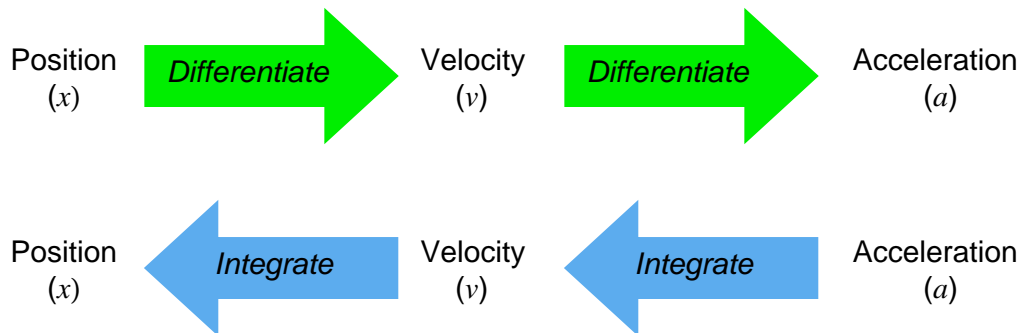 Position
(x)
Differentiate
Velocity
(v)
Differentiate
Acceleration
(a)
Position
(x)
Integrate
Velocity
(v)
Integrate
Acceleration
(a)